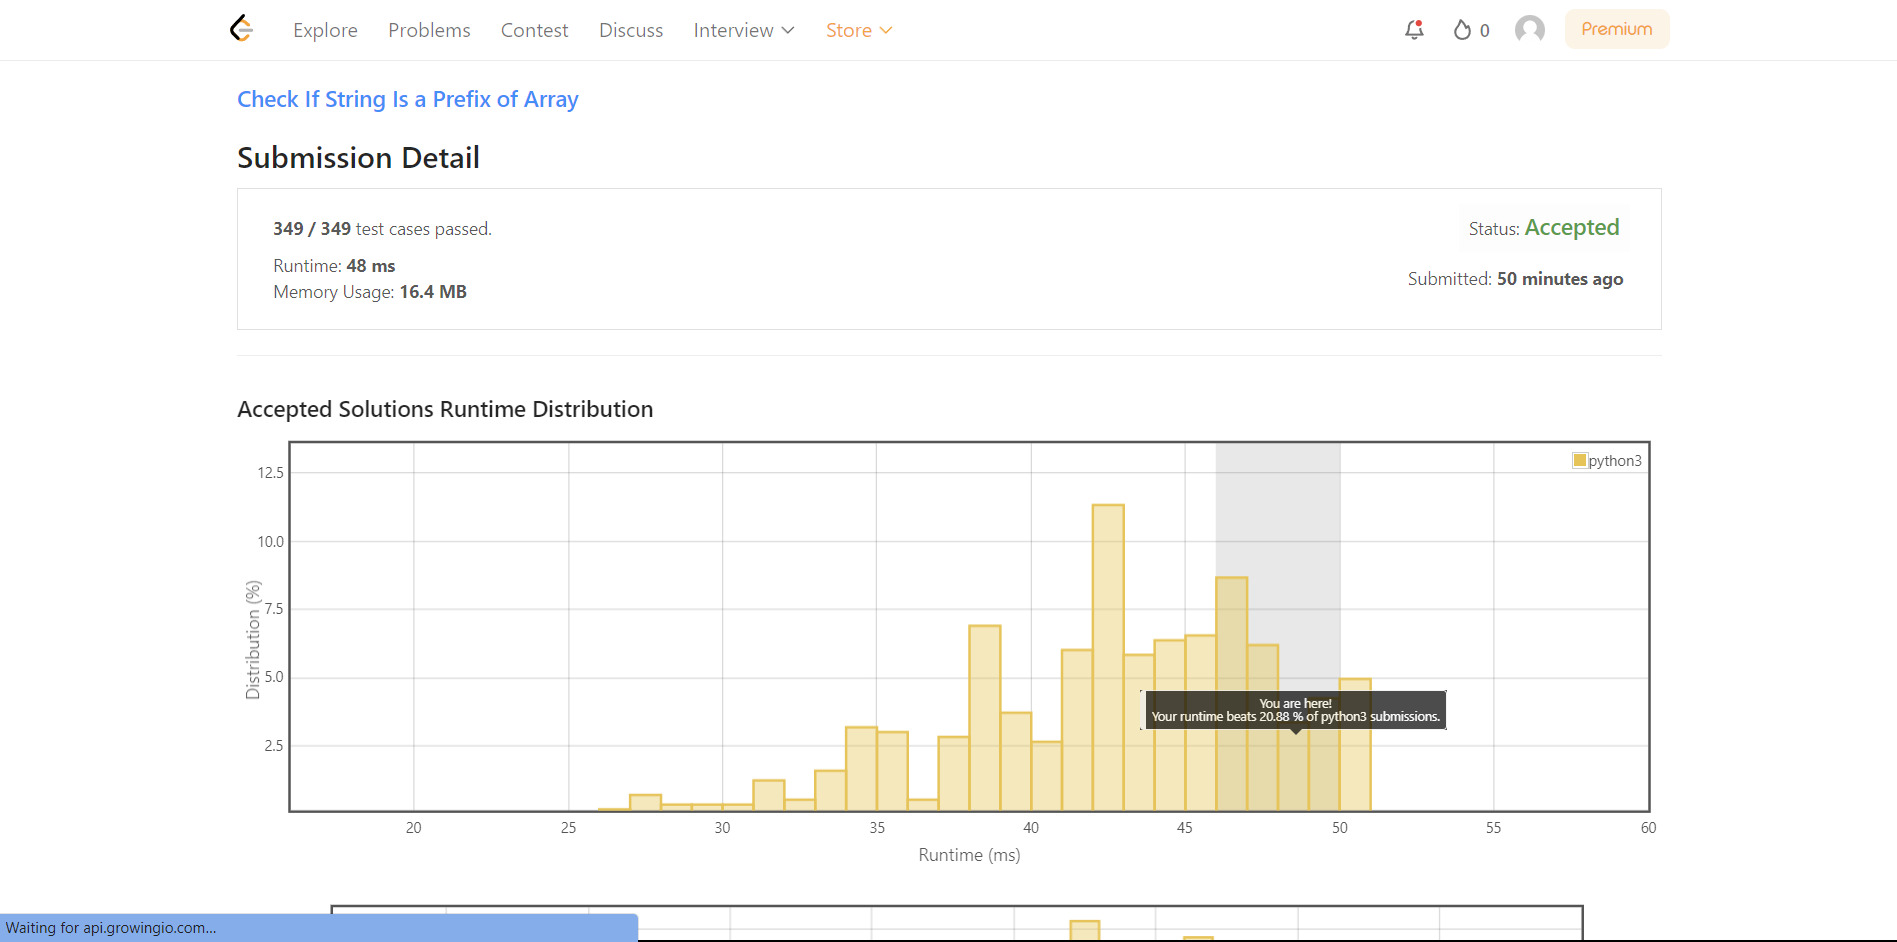 Explore Problems Contest Discuss Interview Store 0 Premium
Check If String Is a Prefix of Array
Submission Detail
349 / 349 test cases passed.
Status: Accepted
Runtime: 48 ms
Submitted: 50 minutes ago
Memory Usage: 16.4 MB
Accepted Solutions Runtime Distribution
python3
12.5
10.0
7.5
5.0
2.5
Distribution (%)
You are here!
Your runtime beats 20.88 % of python3 submissions.
20 25 30 35 40 45 50 55 60
Runtime (ms)
Waiting for api.growingio.com...